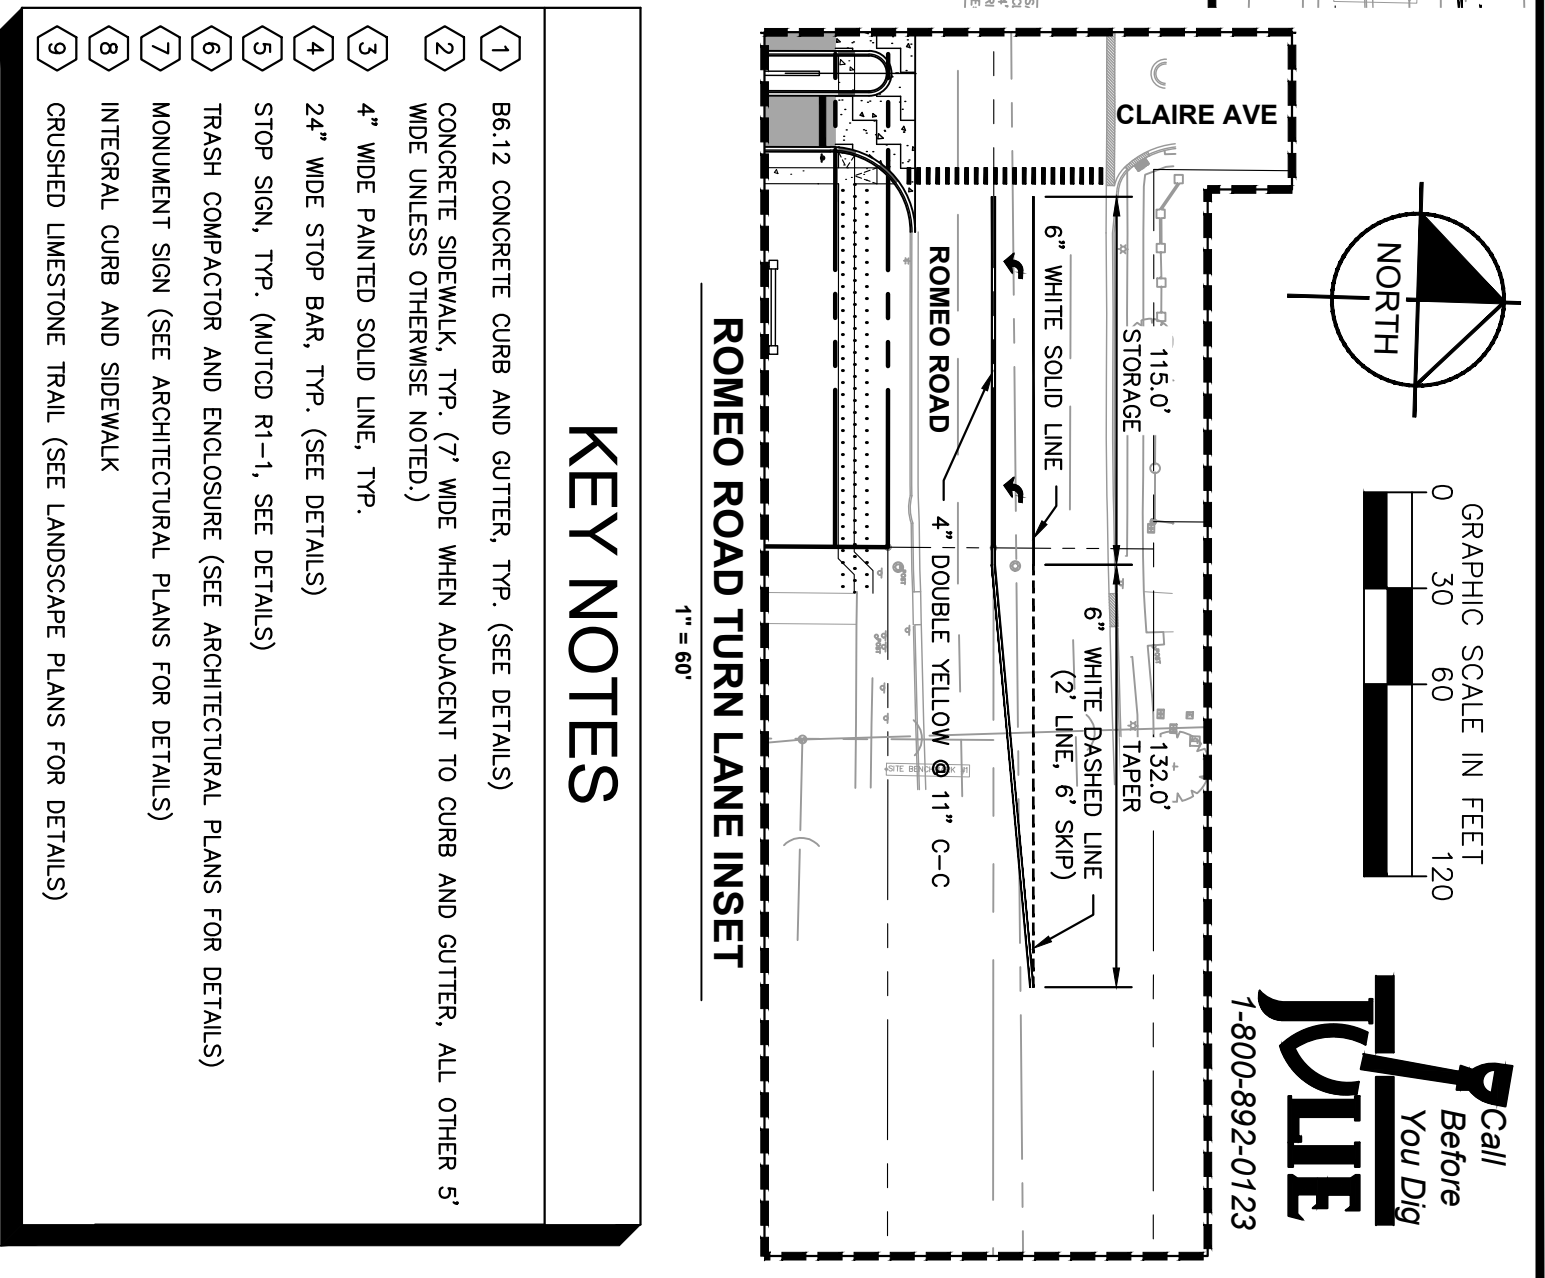 NORTH
GRAPHIC SCALE IN FEET
0 30 60 120
Call
Before
You Dig
JULIE
1-800-892-0123
CLAIRE AVE
115.0'
STORAGE
132.0'
TAPER
6" WHITE SOLID LINE
6" WHITE DASHED LINE
(2' LINE, 6' SKIP)
ROMEO ROAD
4" DOUBLE YELLOW @ 11" C-C
ROMEO ROAD TURN LANE INSET
1" = 60'
KEY NOTES
1 B6.12 CONCRETE CURB AND GUTTER, TYP. (SEE DETAILS)
2 CONCRETE SIDEWALK, TYP. (7' WIDE WHEN ADJACENT TO CURB AND GUTTER, ALL OTHER 5'
WIDE UNLESS OTHERWISE NOTED.)
3 4" WIDE PAINTED SOLID LINE, TYP.
4 24" WIDE STOP BAR, TYP. (SEE DETAILS)
5 STOP SIGN, TYP. (MUTCD R1-1, SEE DETAILS)
6 TRASH COMPACTOR AND ENCLOSURE (SEE ARCHITECTURAL PLANS FOR DETAILS)
7 MONUMENT SIGN (SEE ARCHITECTURAL PLANS FOR DETAILS)
8 INTEGRAL CURB AND SIDEWALK
9 CRUSHED LIMESTONE TRAIL (SEE LANDSCAPE PLANS FOR DETAILS)